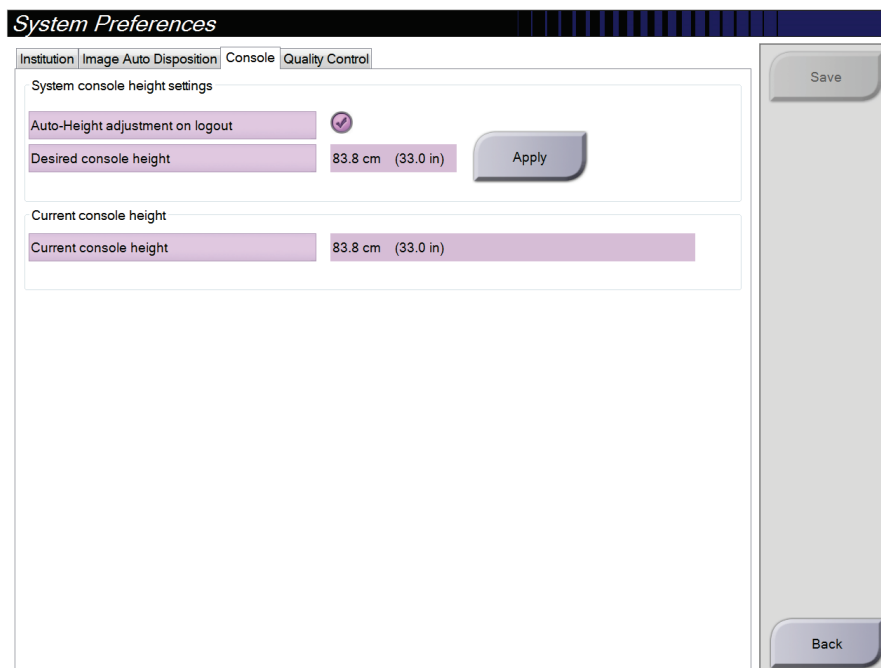 System Preferences
Institution Image Auto Disposition Console Quality Control
System console height settings
Save
Auto-Height adjustment on logout
Desired console height 83.8 cm (33.0 in) Apply
Current console height
Current console height 83.8 cm (33.0 in)
Back